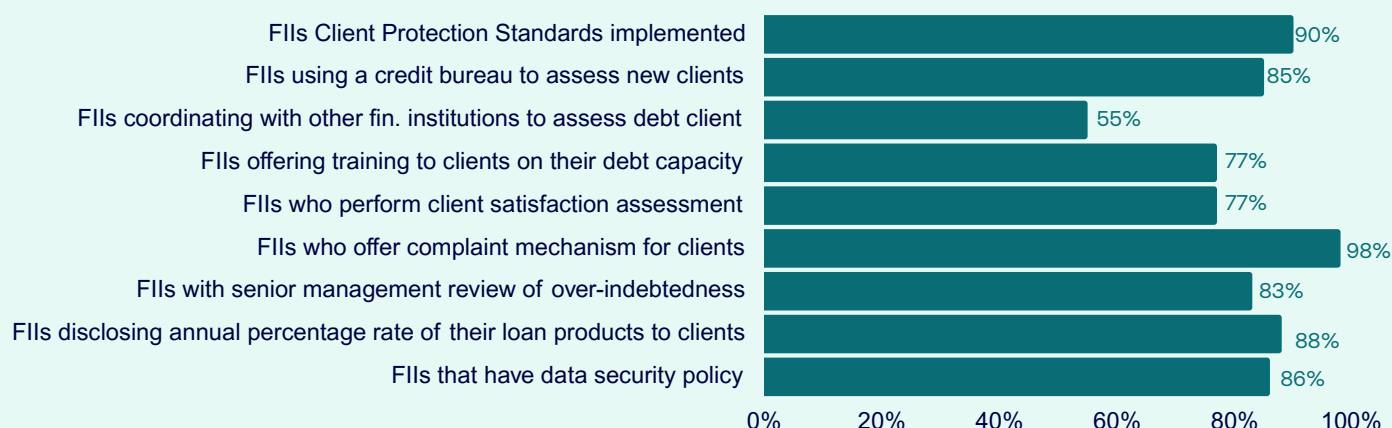 FIIs Client Protection Standards implemented 90%
FIIs using a credit bureau to assess new clients 85%
FIIs coordinating with other fin. institutions to assess debt client 55%
FIIs offering training to clients on their debt capacity 77%
FIIs who perform client satisfaction assessment 77%
FIIs who offer complaint mechanism for clients 98%
FIIs with senior management review of over-indebtedness 83%
FIIs disclosing annual percentage rate of their loan products to clients 88%
FIIs that have data security policy 86%
0% 20% 40% 60% 80% 100%